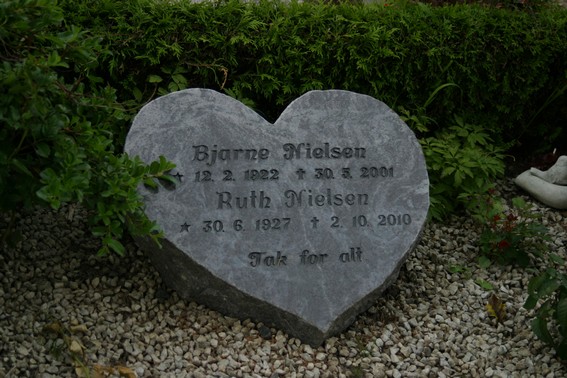 Bjarne Nielsen
★ 12. 2. 1922 ✝ 30. 5. 2001
Ruth Nielsen
★ 30. 6. 1927 ✝ 2. 10. 2010
Tak for alt